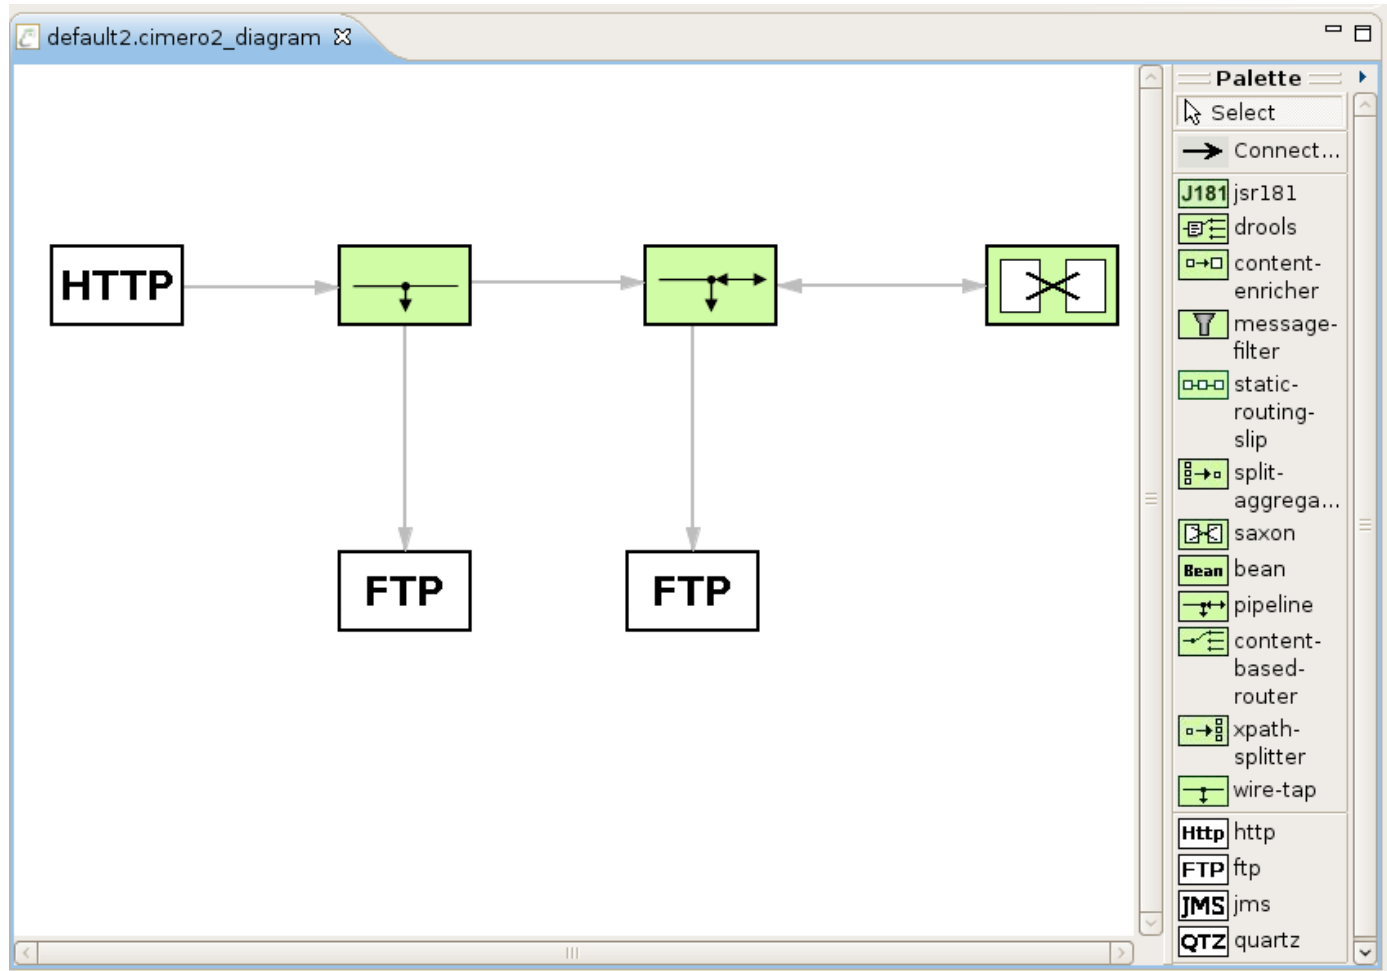 default2.cimero2_diagram
Palette
Select
Connect...
J181 jsr181
drools
content-
enricher
message-
filter
static-
routing-
slip
split-
aggrega...
saxon
Bean bean
pipeline
content-
based-
router
xpath-
splitter
wire-tap
Http http
FTP ftp
JMS jms
QTZ quartz
HTTP
FTP
FTP